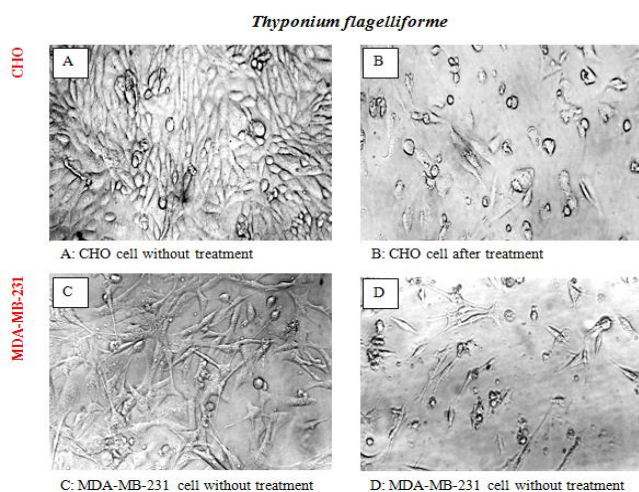 Thyponium flagelliforme
CHO
A
B
A: CHO cell without treatment
B: CHO cell after treatment
MDA-MB-231
C
D
C: MDA-MB-231 cell without treatment
D: MDA-MB-231 cell without treatment